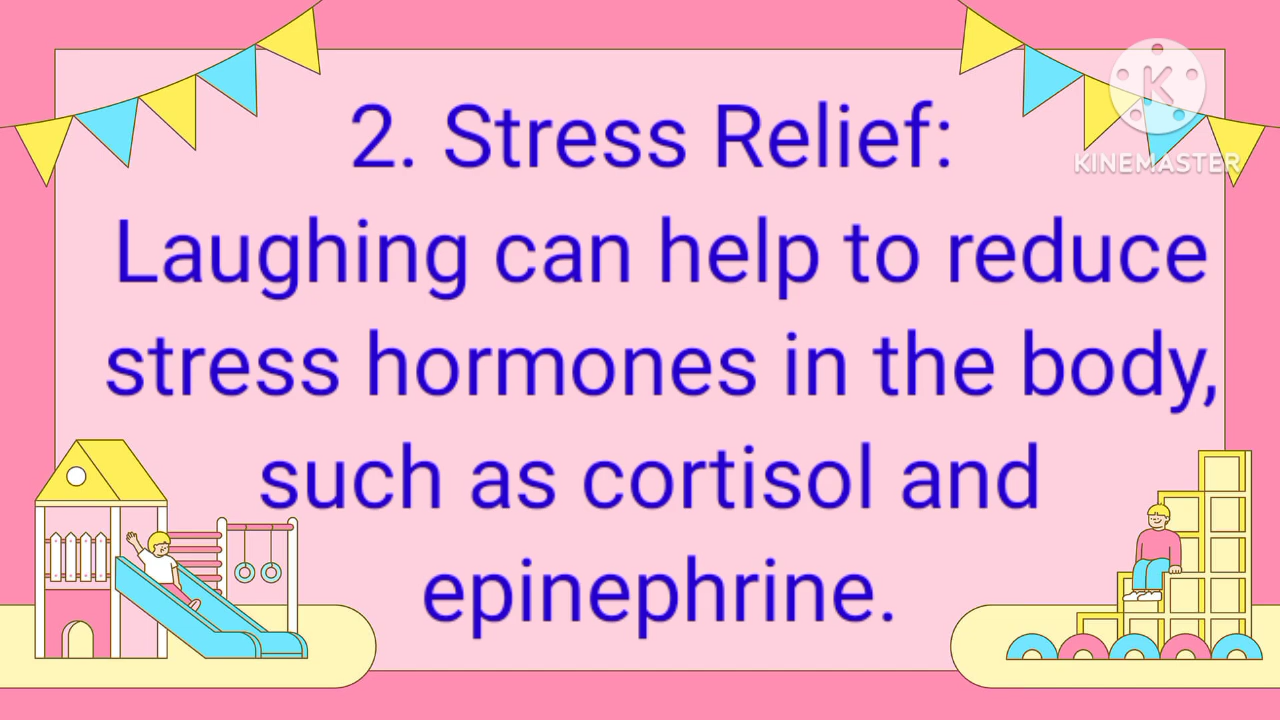 2. Stress Relief:
Laughing can help to reduce
stress hormones in the body,
such as cortisol and
epinephrine.
K
KINEMASTER